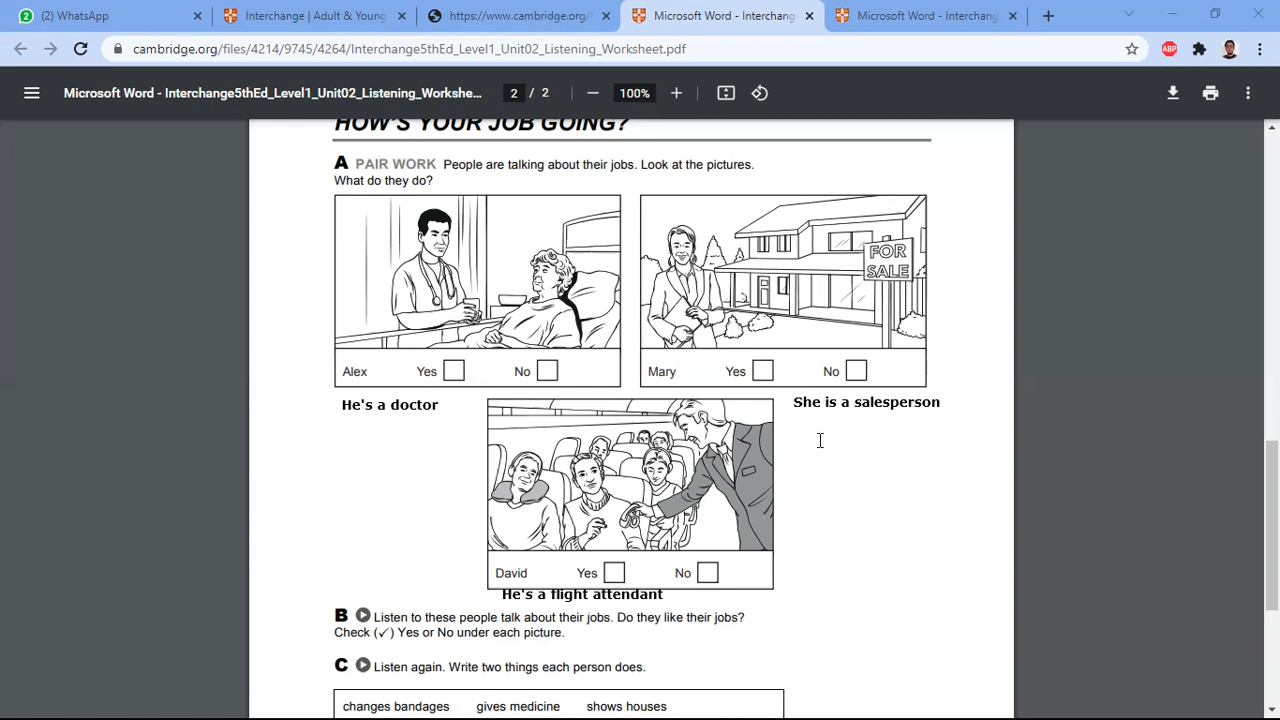 (2) WhatsApp
Interchange | Adult & Young
https://www.cambridge.org/
Microsoft Word - Interchang
Microsoft Word - Interchang
cambridge.org/files/4214/9745/4264/Interchange5thEd_Level1_Unit02_Listening_Worksheet.pdf
ABP
Microsoft Word - Interchange5thEd_Level1_Unit02_Listening_Workshe...
2 / 2
100%
HOW'S YOUR JOB GOING?
A PAIR WORK People are talking about their jobs. Look at the pictures.
What do they do?
FOR
SALE
Alex Yes No
Mary Yes No
He's a doctor
She is a salesperson
David Yes No
He's a flight attendant
B Listen to these people talk about their jobs. Do they like their jobs?
Check (✓) Yes or No under each picture.
C Listen again. Write two things each person does.
changes bandages gives medicine shows houses